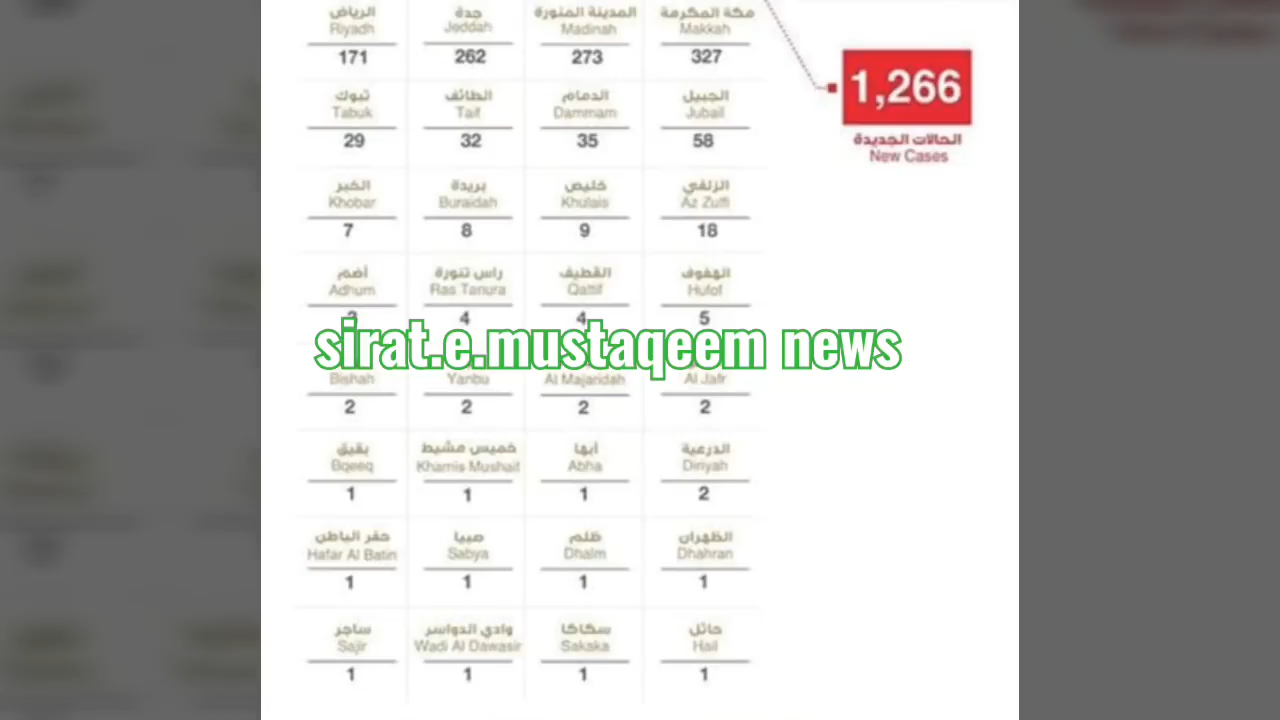 الرياض جدة المدينة المنورة مكة المكرمة
Riyadh Jeddah Madinah Makkah
171 262 273 327
1,266
الحالات الجديدة
New Cases
تبوك الطائف الدمام الجبيل
Tabuk Taif Dammam Jubail
29 32 35 58
الخبر بريدة خليص الزلفي
Khobar Buraidah Khulais Az Zulfi
7 8 9 18
أضم راس تنورة القطيف الهفوف
Adhum Ras Tanura Qattif Hufof
4 4 5
sirat.e.mustaqeem news
Bishah Yanbu Al Majaridah Al Jafr
2 2 2 2
بقيق خميس مشيط أبها الدرعية
Bqeeq Khamis Mushait Abha Diriyah
1 1 1 2
حفر الباطن صبيا ظلم الظهران
Hafar Al Batin Sabya Dhalm Dhahran
1 1 1 1
ساجر وادي الدواسر سكاكا حائل
Sajir Wadi Al Dawasir Sakaka Hail
1 1 1 1